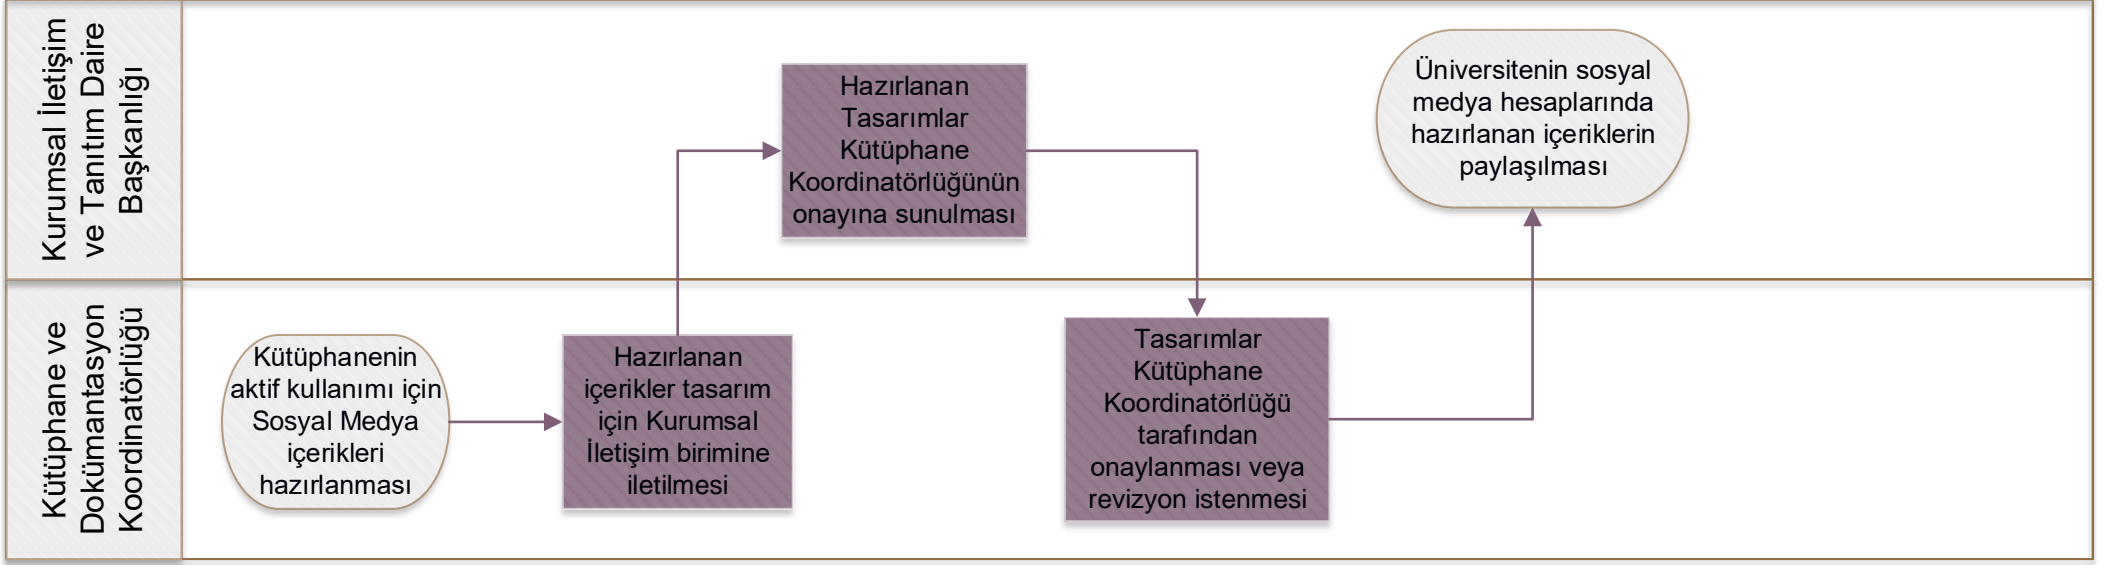 Kurumsal İletişim
ve Tanıtım Daire
Başkanlığı
Hazırlanan
Tasarımlar
Kütüphane
Koordinatörlüğünün
onayına sunulması
Üniversitenin sosyal
medya hesaplarında
hazırlanan içeriklerin
paylaşılması
Kütüphane ve
Dokümantasyon
Koordinatörlüğü
Kütüphanenin
aktif kullanımı için
Sosyal Medya
içerikleri
hazırlanması
Hazırlanan
içerikler tasarım
için Kurumsal
İletişim birimine
iletilmesi
Tasarımlar
Kütüphane
Koordinatörlüğü
tarafından
onaylanması veya
revizyon istenmesi